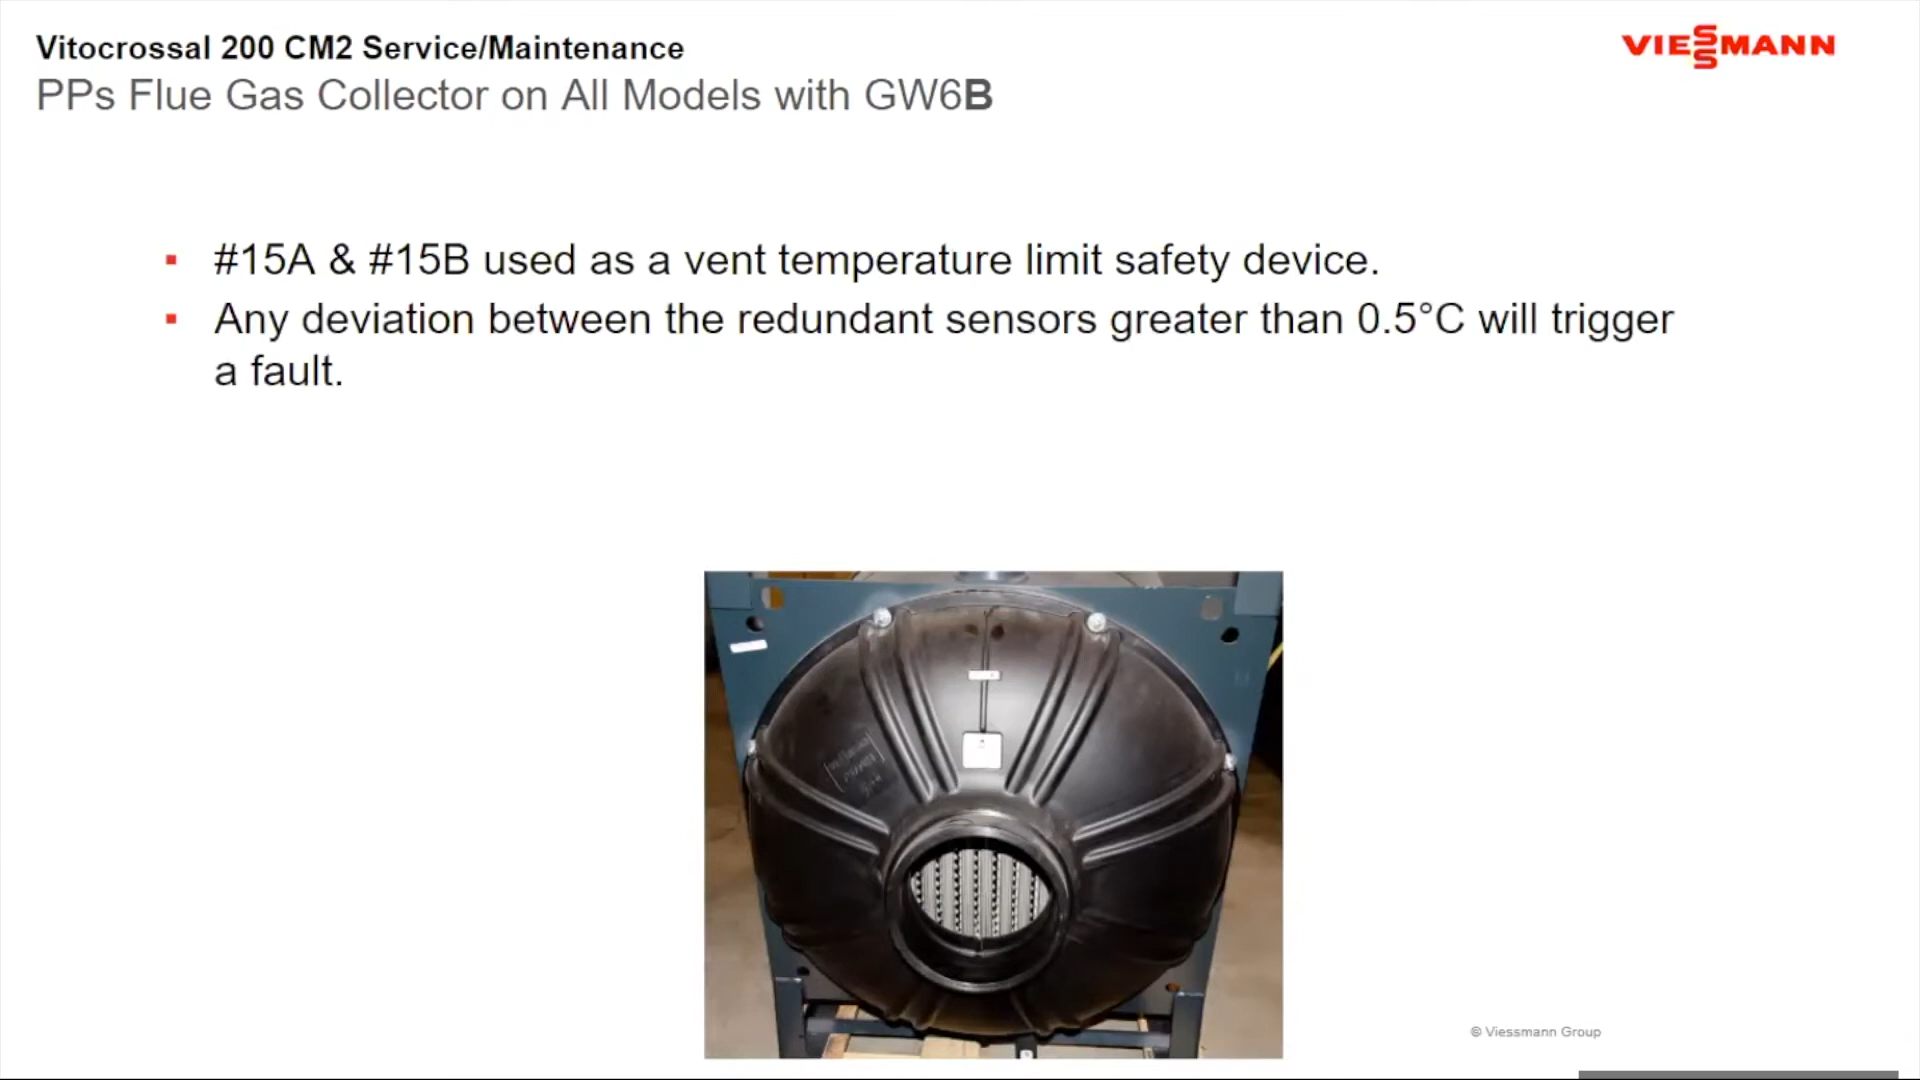 Vitocrossal 200 CM2 Service/Maintenance
VIESSMANN
PPs Flue Gas Collector on All Models with GW6B
#15A & #15B used as a vent temperature limit safety device.
Any deviation between the redundant sensors greater than 0.5°C will trigger
a fault.
© Viessmann Group